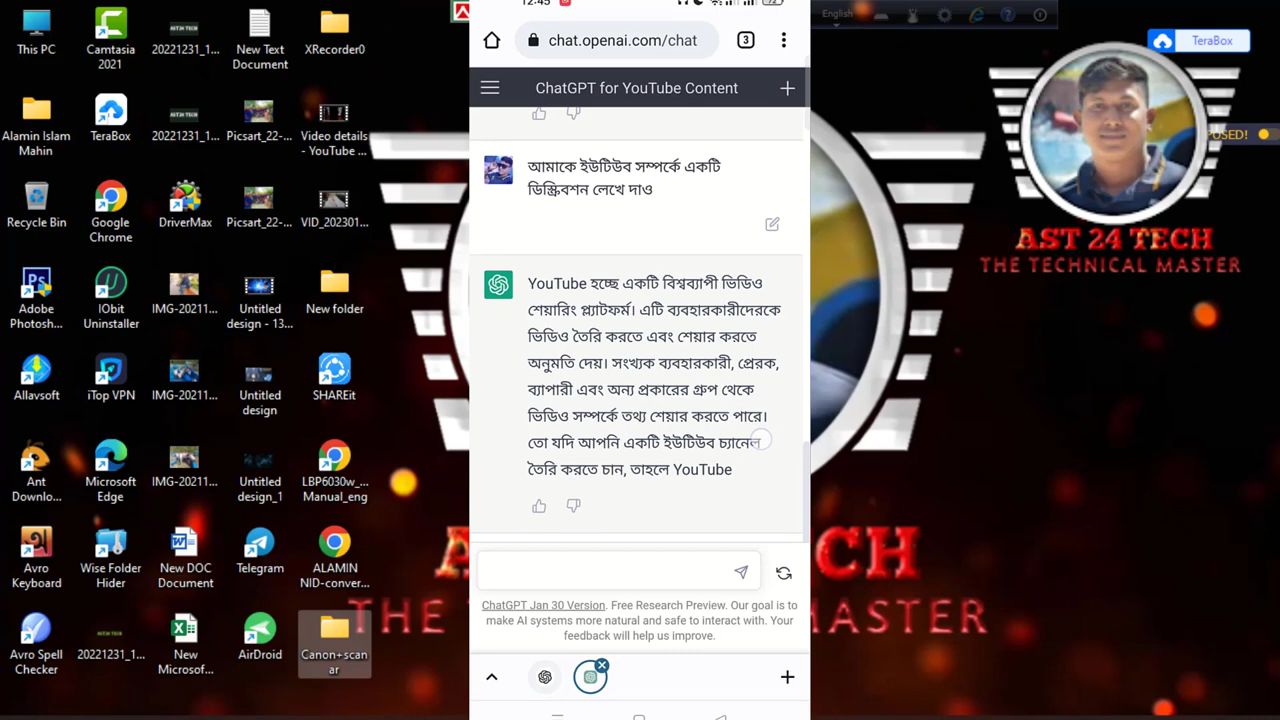 This PC
Camtasia 2021
20221231_1...
New Text Document
XRecorder0
Alamin Islam Mahin
TeraBox
20221231_1...
Picsart_22-...
Video details - YouTube ...
Recycle Bin
Google Chrome
DriverMax
Picsart_22-...
VID_202301...
Adobe Photosh...
IObit Uninstaller
IMG-20211...
Untitled design - 13...
New folder
Allavsoft
iTop VPN
IMG-20211...
Untitled design
SHAREit
Ant Downlo...
Microsoft Edge
IMG-20211...
Untitled design_1
LBP6030w_... Manual_eng
Avro Keyboard
Wise Folder Hider
New DOC Document
Telegram
ALAMIN NID-conver...
Avro Spell Checker
20221231_1...
New Microsof...
AirDroid
Canon+scanar
12:45
chat.openai.com/chat
3
ChatGPT for YouTube Content
আমাকে ইউটিউব সম্পর্কে একটি
ডিস্ক্রিবশন লেখে দাও
YouTube হচ্ছে একটি বিশ্বব্যাপী ভিডিও
শেয়ারিং প্ল্যাটফর্ম। এটি ব্যবহারকারীদেরকে
ভিডিও তৈরি করতে এবং শেয়ার করতে
অনুমতি দেয়। সংখ্যক ব্যবহারকারী, প্রেরক,
ব্যাপারী এবং অন্য প্রকারের গ্রুপ থেকে
ভিডিও সম্পর্কে তথ্য শেয়ার করতে পারে।
তো যদি আপনি একটি ইউটিউব চ্যানেল
তৈরি করতে চান, তাহলে YouTube
ChatGPT Jan 30 Version. Free Research Preview. Our goal is to
make AI systems more natural and safe to interact with. Your
feedback will help us improve.
English
TeraBox
AST 24 TECH
THE TECHNICAL MASTER
CH
THE
MASTER